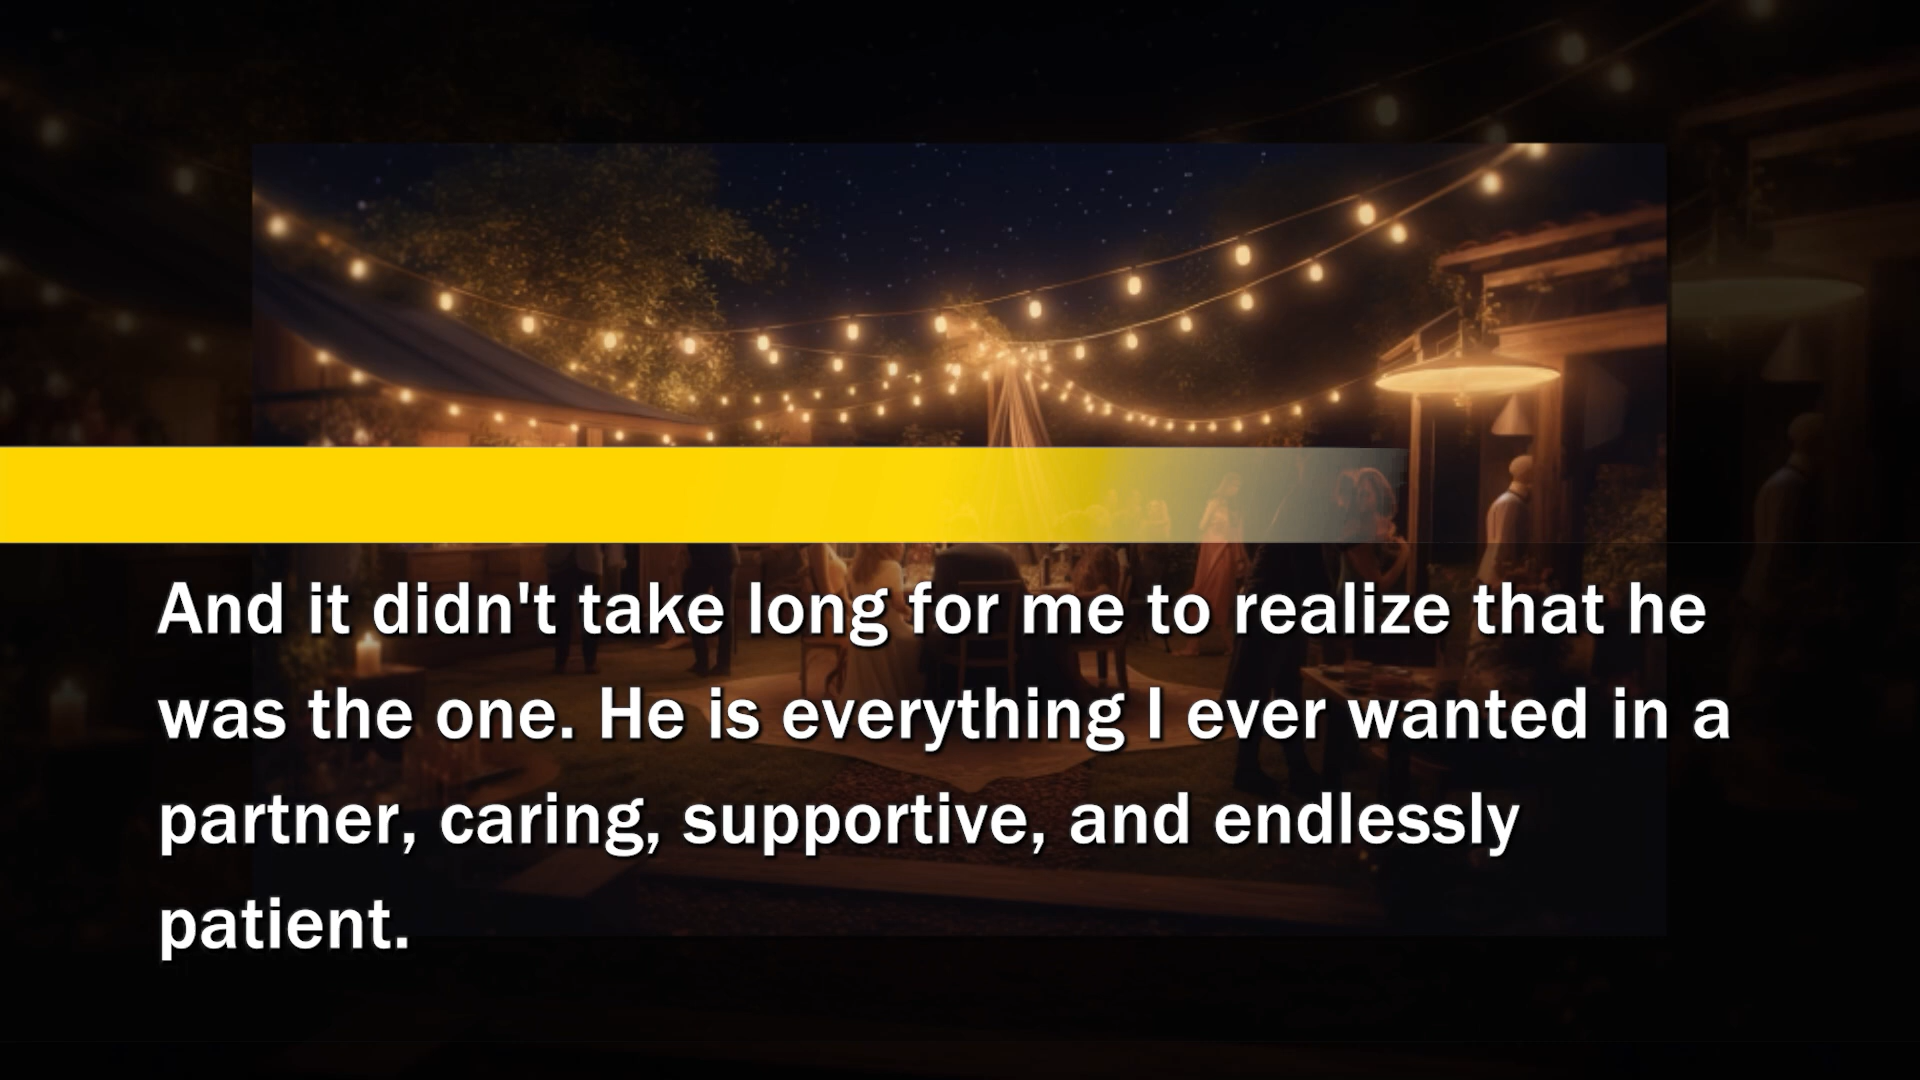 And it didn't take long for me to realize that he
was the one. He is everything I ever wanted in a
partner, caring, supportive, and endlessly
patient.